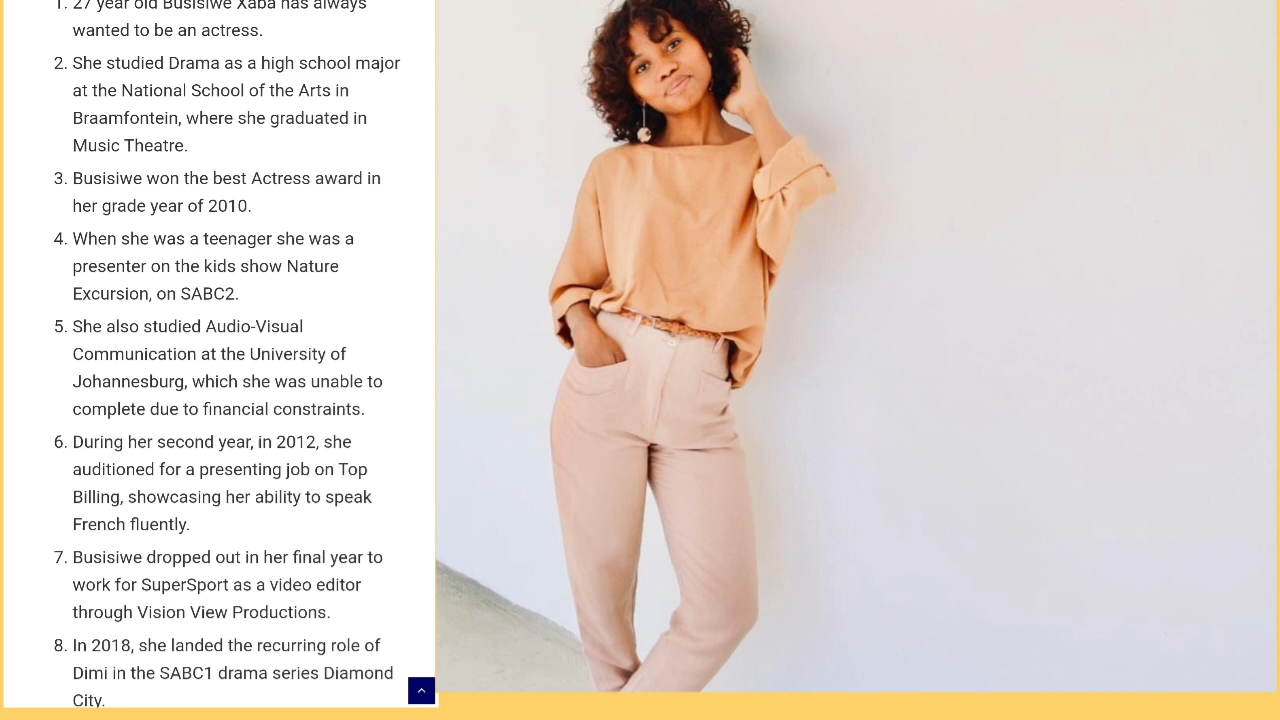 1. 27 year old Busisiwe Xaba has always
wanted to be an actress.
2. She studied Drama as a high school major
at the National School of the Arts in
Braamfontein, where she graduated in
Music Theatre.
3. Busisiwe won the best Actress award in
her grade year of 2010.
4. When she was a teenager she was a
presenter on the kids show Nature
Excursion, on SABC2.
5. She also studied Audio-Visual
Communication at the University of
Johannesburg, which she was unable to
complete due to financial constraints.
6. During her second year, in 2012, she
auditioned for a presenting job on Top
Billing, showcasing her ability to speak
French fluently.
7. Busisiwe dropped out in her final year to
work for SuperSport as a video editor
through Vision View Productions.
8. In 2018, she landed the recurring role of
Dimi in the SABC1 drama series Diamond
City.